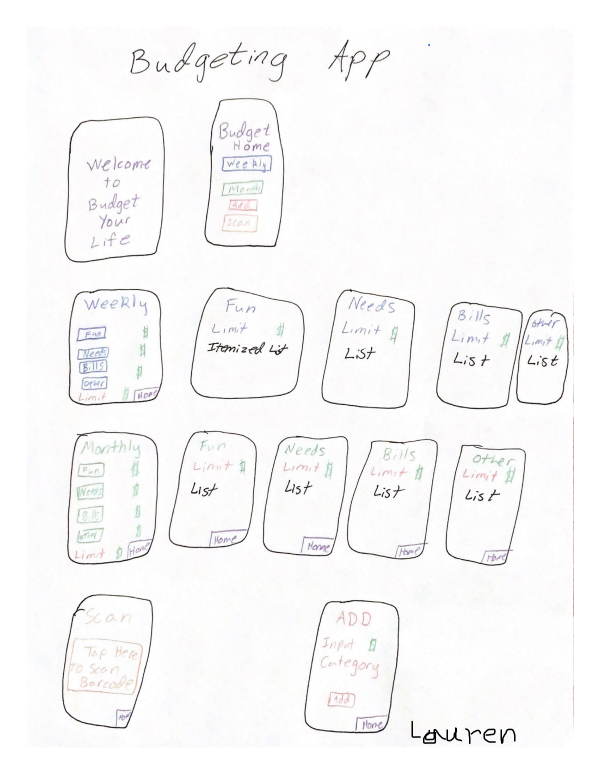 Budgeting App
Welcome
to
Budget
Your
Life
Budget
Home
Weekly
Month
Add
Scan
Weekly
Fun $
Needs $
Bills $
Other
Limit $ Home
Fun
Limit $
Itemized List
Needs
Limit $
List
Bills
Limit $
List
Other
Limit $
List
Monthly
Fun $
Needs $
Bills $
other $
Limit $ Home
Fun
Limit $
List
Home
Needs
Limit $
List
Home
Bills
Limit $
List
Home
Other
Limit $
List
Home
Scan
Tap Here
To Scan
Barcode
Home
ADD
Input $
Category
Add
Home
Lauren